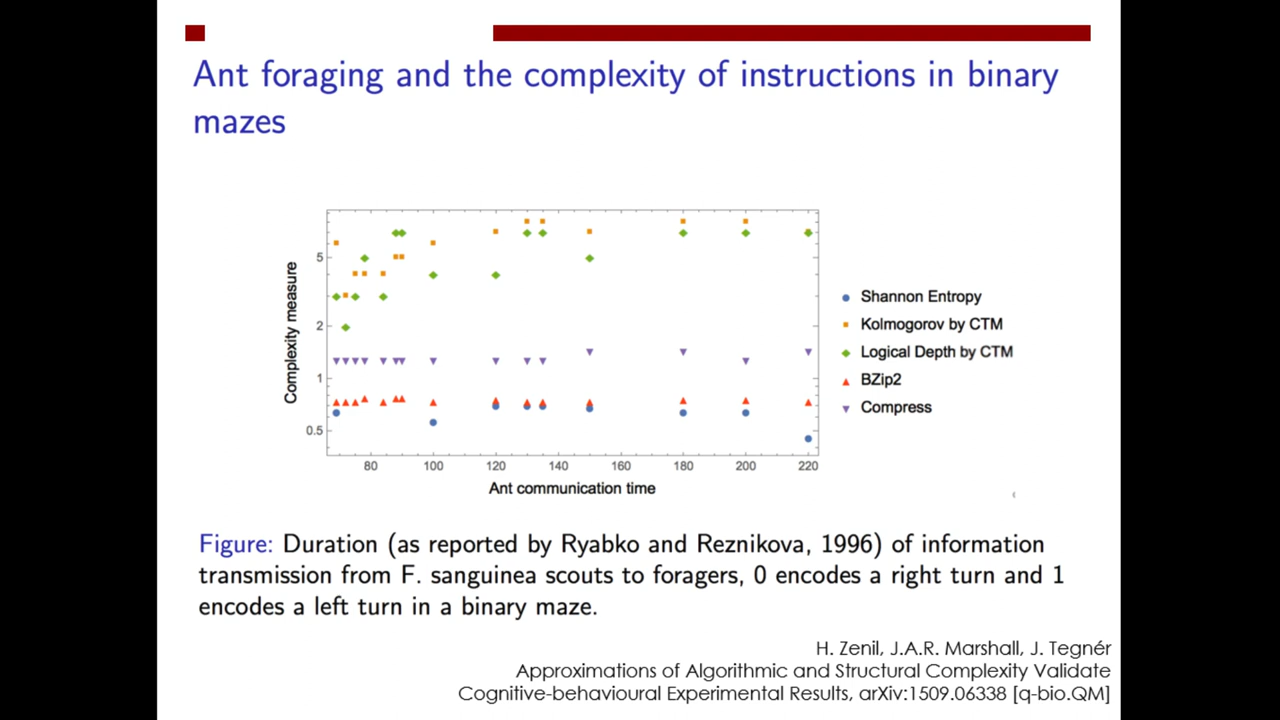 Ant foraging and the complexity of instructions in binary
mazes
Complexity measure
5
2
1
0.5
80 100 120 140 160 180 200 220
Ant communication time
Shannon Entropy
Kolmogorov by CTM
Logical Depth by CTM
BZip2
Compress
Figure: Duration (as reported by Ryabko and Reznikova, 1996) of information
transmission from F. sanguinea scouts to foragers, 0 encodes a right turn and 1
encodes a left turn in a binary maze.
H. Zenil, J.A.R. Marshall, J. Tegnér
Approximations of Algorithmic and Structural Complexity Validate
Cognitive-behavioural Experimental Results, arXiv:1509.06338 [q-bio.QM]